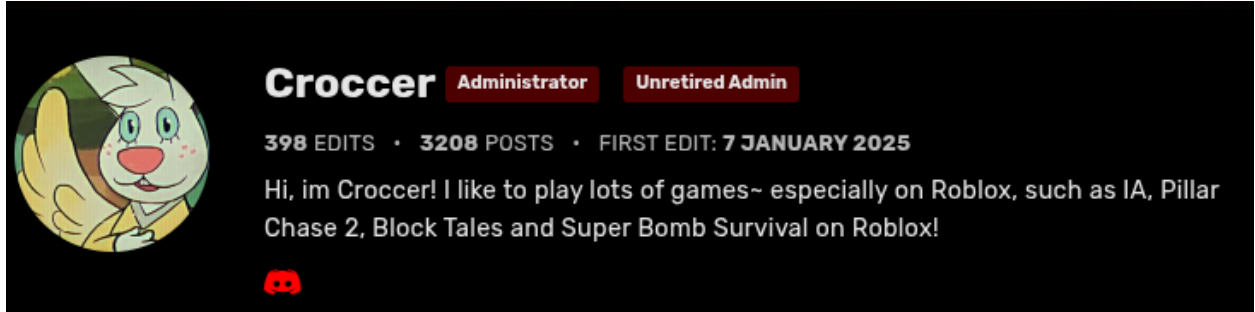 Croccer Administrator Unretired Admin
398 EDITS • 3208 POSTS • FIRST EDIT: 7 JANUARY 2025
Hi, im Croccer! I like to play lots of games~ especially on Roblox, such as IA, Pillar
Chase 2, Block Tales and Super Bomb Survival on Roblox!